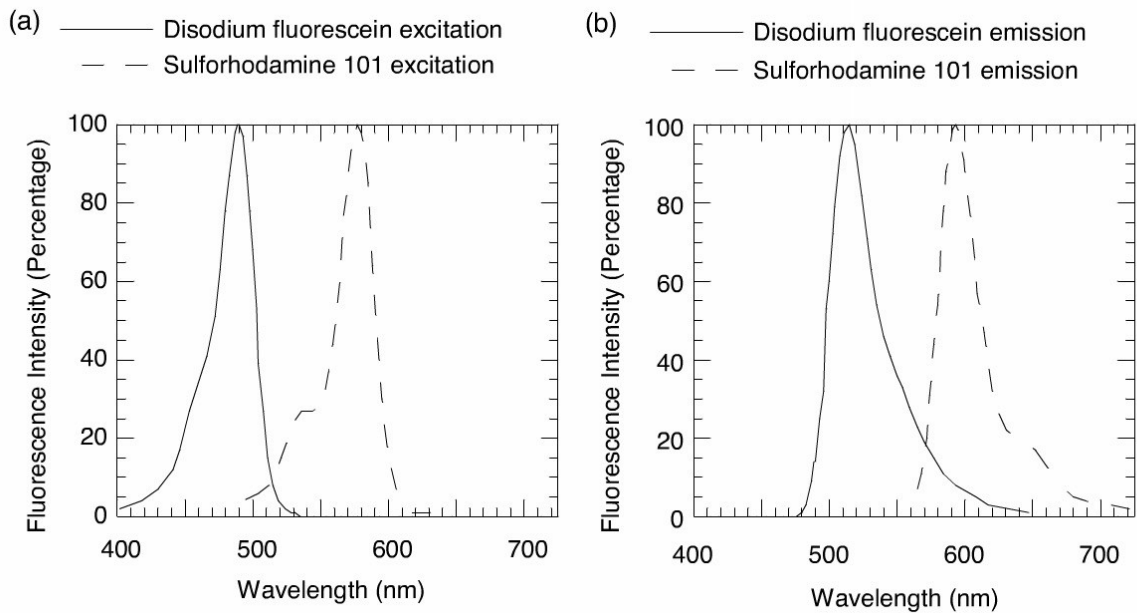 (a)
Disodium fluorescein excitation
Sulforhodamine 101 excitation
Fluorescence Intensity (Percentage)
100
80
60
40
20
0
400 500 600 700
Wavelength (nm)
(b)
Disodium fluorescein emission
Sulforhodamine 101 emission
Fluorescence Intensity (Percentage)
100
80
60
40
20
0
400 500 600 700
Wavelength (nm)